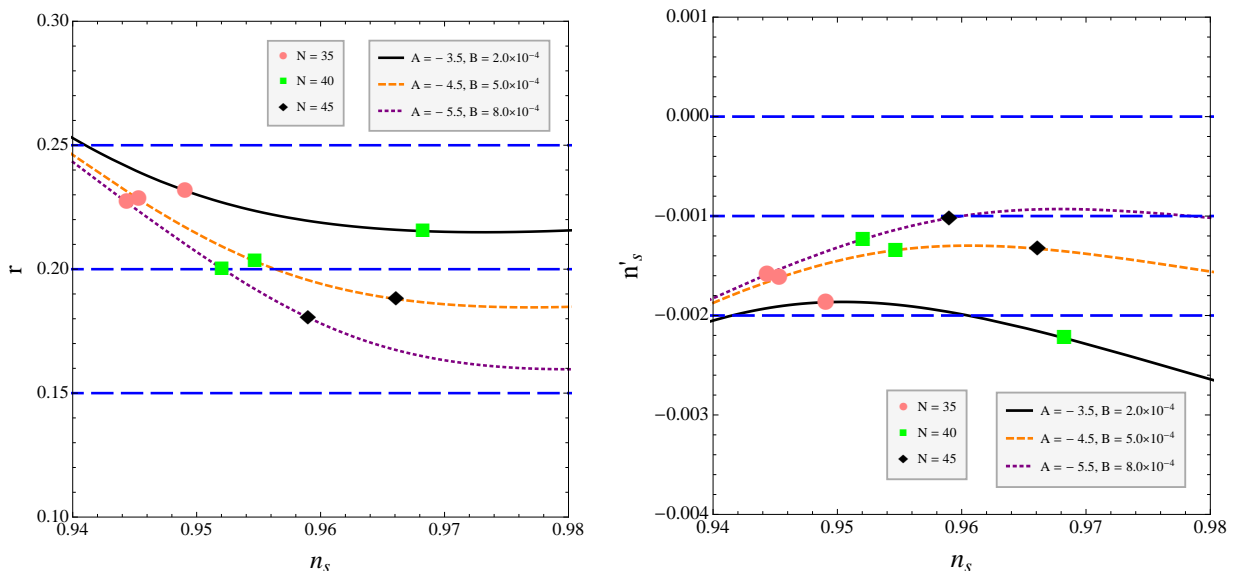 0.30
0.25
0.20
0.15
0.10
r
N = 35
N = 40
N = 45
A = − 3.5, B = 2.0×10⁻⁴
A = − 4.5, B = 5.0×10⁻⁴
A = − 5.5, B = 8.0×10⁻⁴
0.94
0.95
0.96
0.97
0.98
nₛ
0.001
0.000
−0.001
−0.002
−0.003
−0.004
n'ₛ
N = 35
N = 40
N = 45
A = − 3.5, B = 2.0×10⁻⁴
A = − 4.5, B = 5.0×10⁻⁴
A = − 5.5, B = 8.0×10⁻⁴
0.94
0.95
0.96
0.97
0.98
nₛ